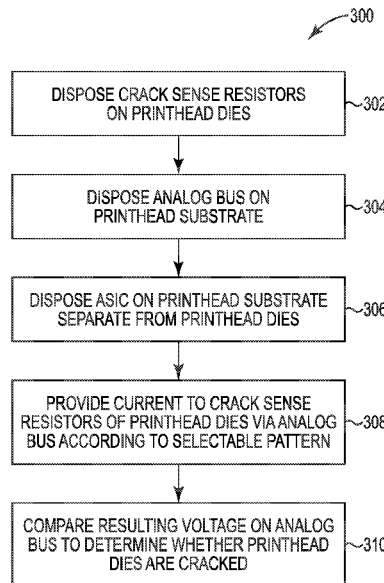 300
DISPOSE CRACK SENSE RESISTORS
ON PRINTHEAD DIES
302
DISPOSE ANALOG BUS ON
PRINTHEAD SUBSTRATE
304
DISPOSE ASIC ON PRINTHEAD SUBSTRATE
SEPARATE FROM PRINTHEAD DIES
306
PROVIDE CURRENT TO CRACK SENSE
RESISTORS OF PRINTHEAD DIES VIA ANALOG
BUS ACCORDING TO SELECTABLE PATTERN
308
COMPARE RESULTING VOLTAGE ON ANALOG
BUS TO DETERMINE WHETHER PRINTHEAD
DIES ARE CRACKED
310